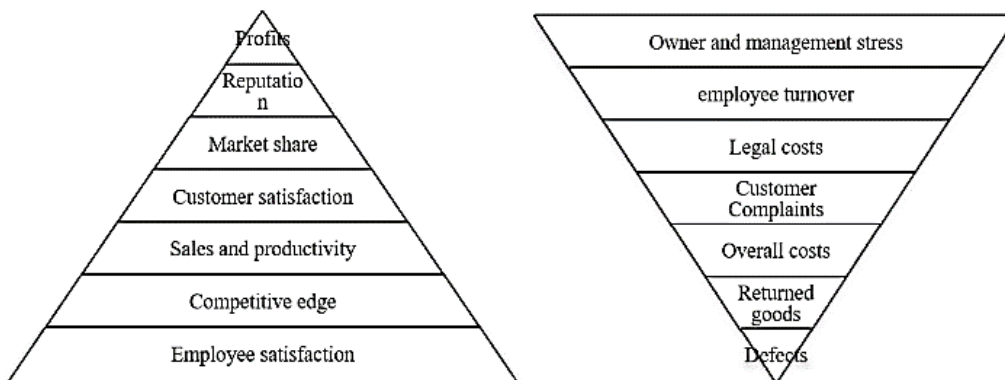 Profits
Reputatio
n
Market share
Customer satisfaction
Sales and productivity
Competitive edge
Employee satisfaction
Owner and management stress
employee turnover
Legal costs
Customer
Complaints
Overall costs
Returned
goods
Defects